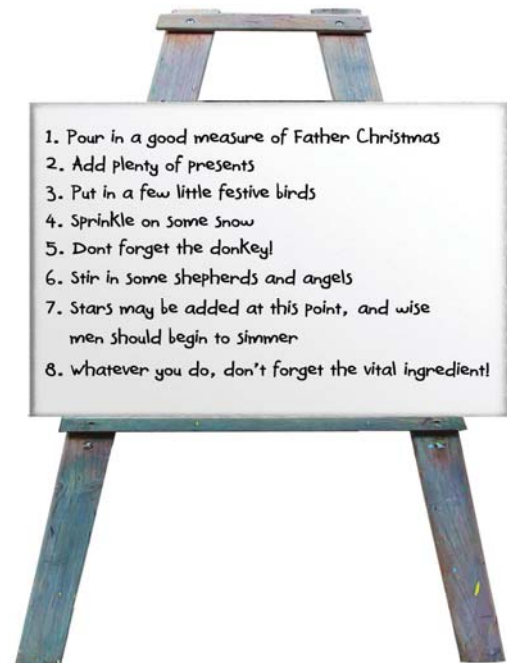 1. Pour in a good measure of Father Christmas
2. Add plenty of presents
3. Put in a few little festive birds
4. Sprinkle on some snow
5. Dont forget the donkey!
6. Stir in some shepherds and angels
7. Stars may be added at this point, and wise
men should begin to simmer
8. Whatever you do, don't forget the vital ingredient!